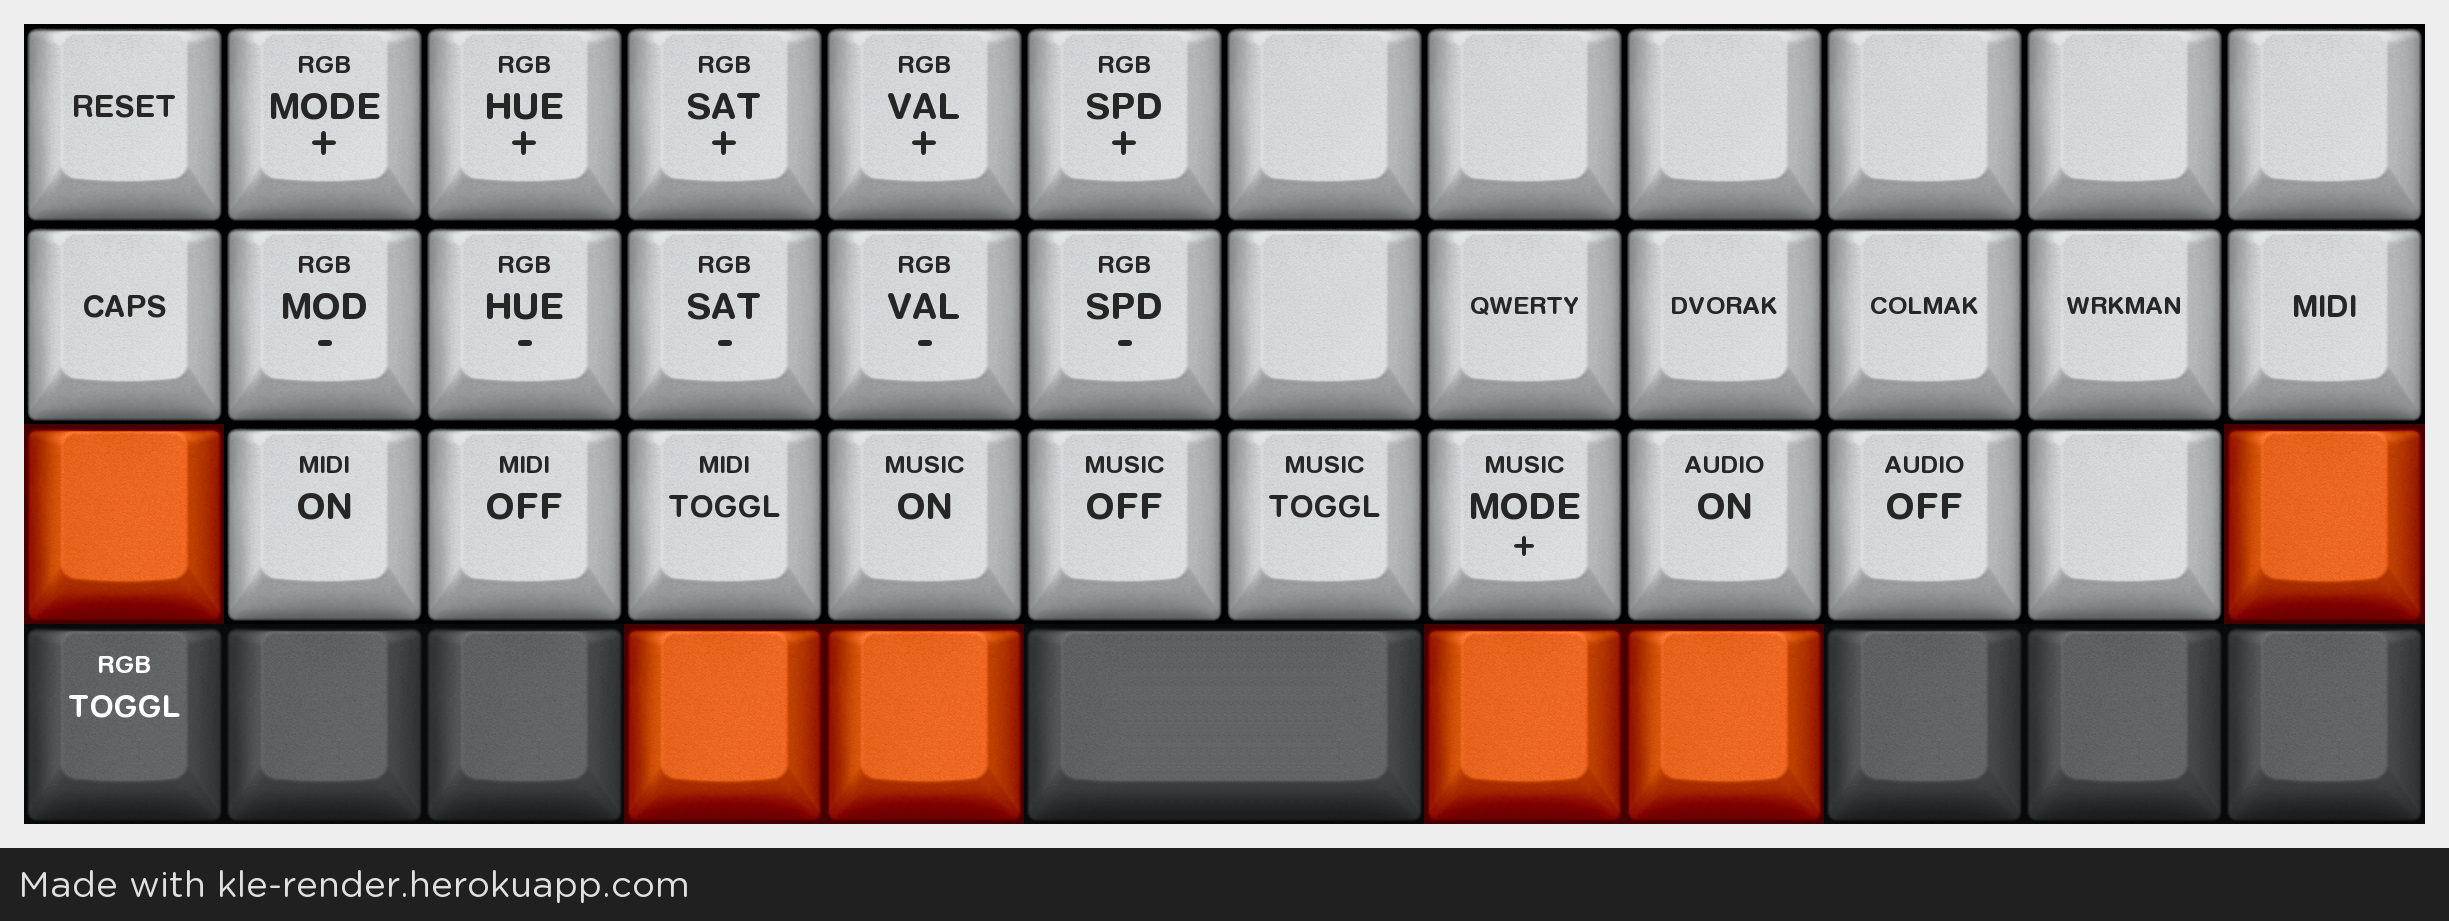 RESET
RGB
MODE
+
RGB
HUE
+
RGB
SAT
+
RGB
VAL
+
RGB
SPD
+
CAPS
RGB
MOD
-
RGB
HUE
-
RGB
SAT
-
RGB
VAL
-
RGB
SPD
-
QWERTY
DVORAK
COLMAK
WRKMAN
MIDI
MIDI
ON
MIDI
OFF
MIDI
TOGGL
MUSIC
ON
MUSIC
OFF
MUSIC
TOGGL
MUSIC
MODE
+
AUDIO
ON
AUDIO
OFF
RGB
TOGGL
Made with kle-render.herokuapp.com